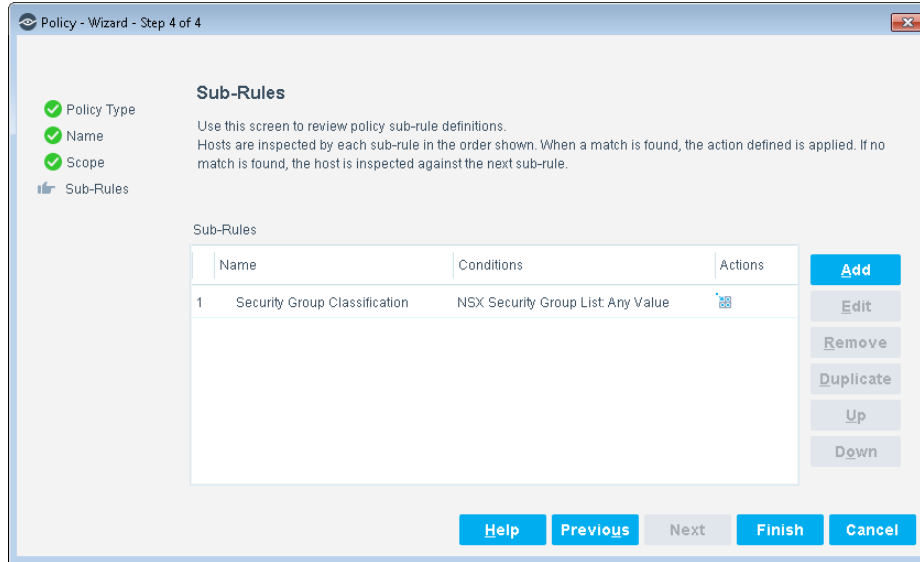 Policy - Wizard - Step 4 of 4
Policy Type
Name
Scope
Sub-Rules
Sub-Rules
Use this screen to review policy sub-rule definitions.
Hosts are inspected by each sub-rule in the order shown. When a match is found, the action defined is applied. If no
match is found, the host is inspected against the next sub-rule.
Sub-Rules
Name Conditions Actions
1 Security Group Classification NSX Security Group List: Any Value
Add
Edit
Remove
Duplicate
Up
Down
Help Previous Next Finish Cancel